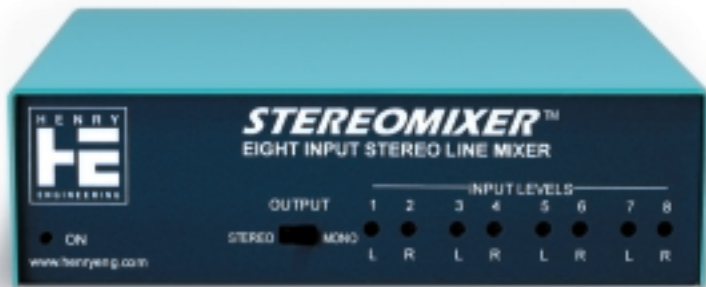 HENRY
HE
ENGINEERING
STEREOMIXER™
EIGHT INPUT STEREO LINE MIXER
INPUT LEVELS
OUTPUT
1 2 3 4 5 6 7 8
STEREO MONO
L R L R L R L R
ON
www.henryeng.com